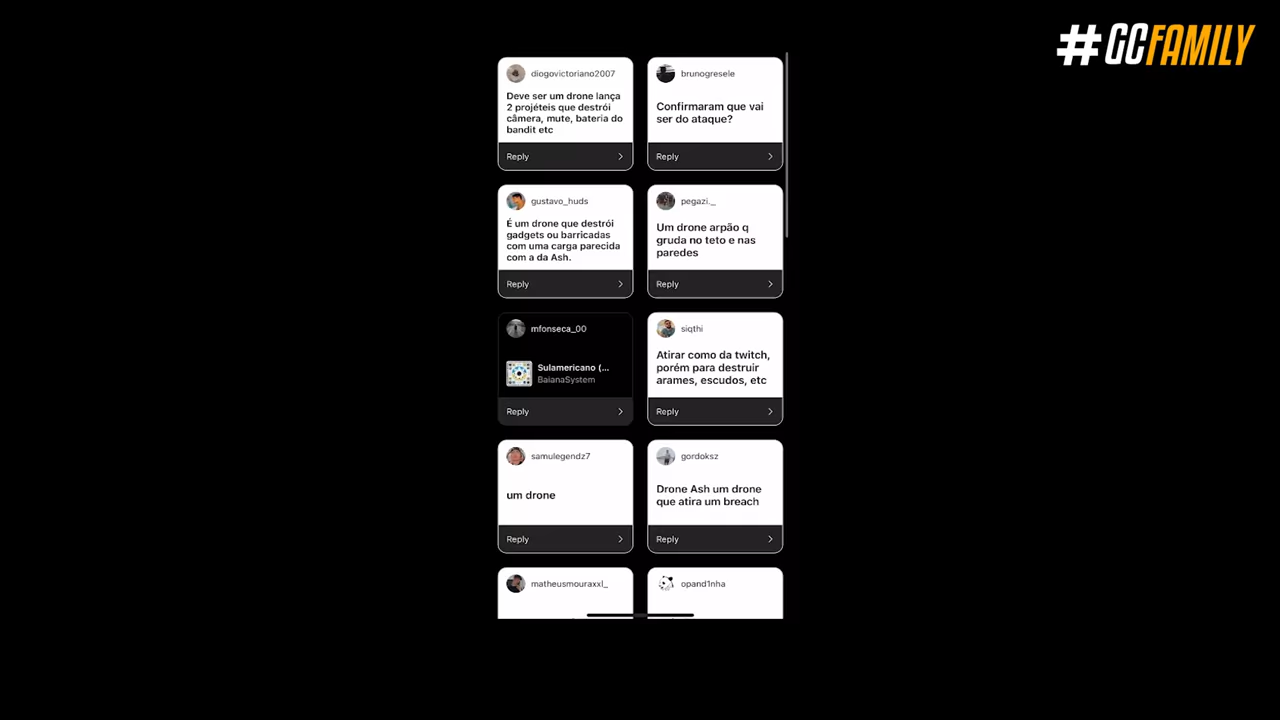 #GCFAMILY
diogovictoriano2007
Deve ser um drone lança
2 projéteis que destrói
câmera, mute, bateria do
bandit etc
Reply
brunogresele
Confirmaram que vai
ser do ataque?
Reply
gustavo_huds
É um drone que destrói
gadgets ou barricadas
com uma carga parecida
com a da Ash.
Reply
pegazi._
Um drone arpão q
gruda no teto e nas
paredes
Reply
mfonseca_00
Sulamericano (...
BaianaSystem
Reply
siqthi
Atirar como da twitch,
porém para destruir
arames, escudos, etc
Reply
samulegendz7
um drone
Reply
gordoksz
Drone Ash um drone
que atira um breach
Reply
matheusmouraxxl_
opand1nha